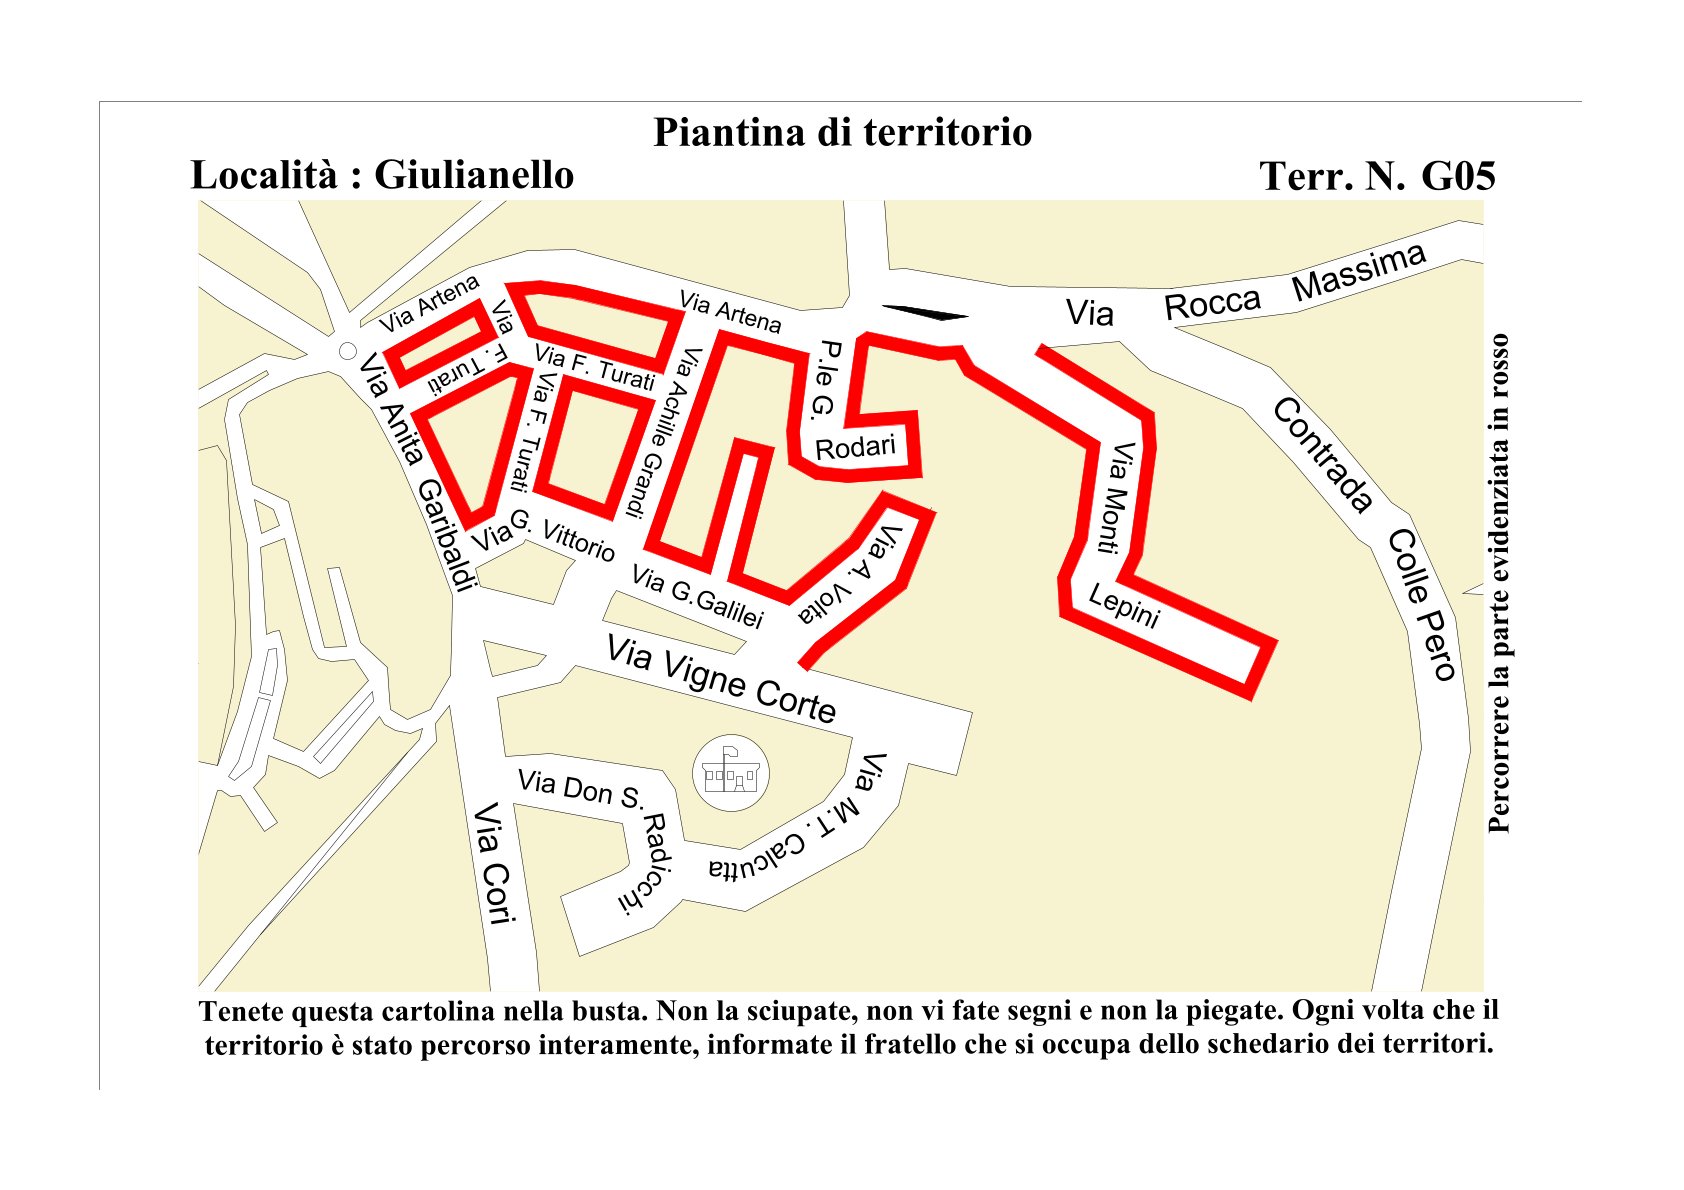 Piantina di territorio
Località : Giulianello
Terr. N. G05
Via Artena
Via
F.
Turati
Via F. Turati
Via Artena
Via Achille Grandi
P.le G.
Rodari
Via Rocca Massima
Via Anita Garibaldi
Via F. Turati
Via G. Vittorio
Via G.Galilei
Via A. Volta
Via Monti
Lepini
Contrada Colle Pero
Via Vigne Corte
Via Don S.
Radicchi
Via M.T. Calcutta
Via Cori
Percorrere la parte evidenziata in rosso
Tenete questa cartolina nella busta. Non la sciupate, non vi fate segni e non la piegate. Ogni volta che il
territorio è stato percorso interamente, informate il fratello che si occupa dello schedario dei territori.